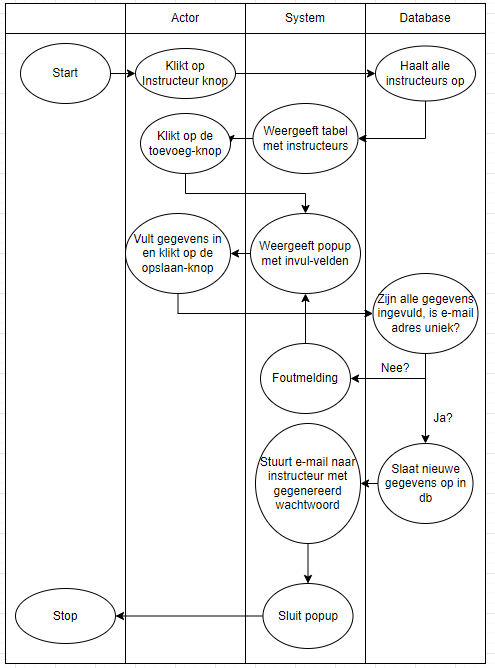 Actor
System
Database
Start
Klikt op
Instructeur knop
Haalt alle
instructeurs op
Klikt op de
toevoeg-knop
Weergeeft tabel
met instructeurs
Vult gegevens in
en klikt op de
opslaan-knop
Weergeeft popup
met invul-velden
Zijn alle gegevens
ingevuld, is e-mail
adres uniek?
Nee?
Foutmelding
Ja?
Stuurt e-mail naar
instructeur met
gegenereerd
wachtwoord
Slaat nieuwe
gegevens op in
db
Stop
Sluit popup